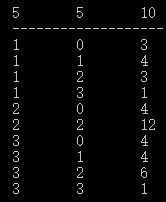 5 5 10
--------------------
1 0 3
1 1 4
1 2 3
1 3 1
2 0 4
2 2 12
3 0 4
3 1 4
3 2 6
3 3 1